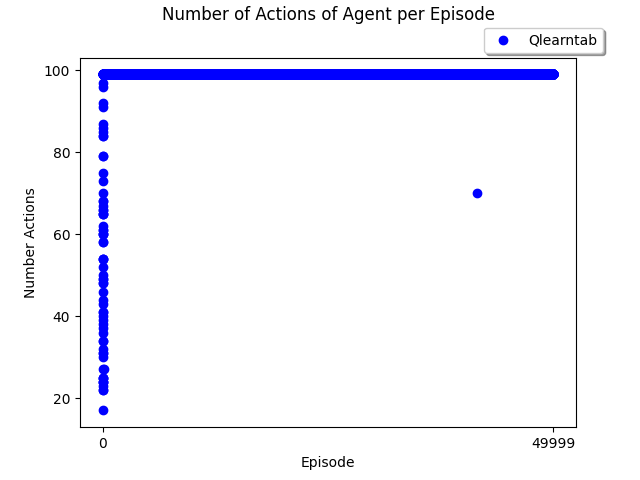 Number of Actions of Agent per Episode
Qlearntab
100
80
60
40
20
Number Actions
0
49999
Episode